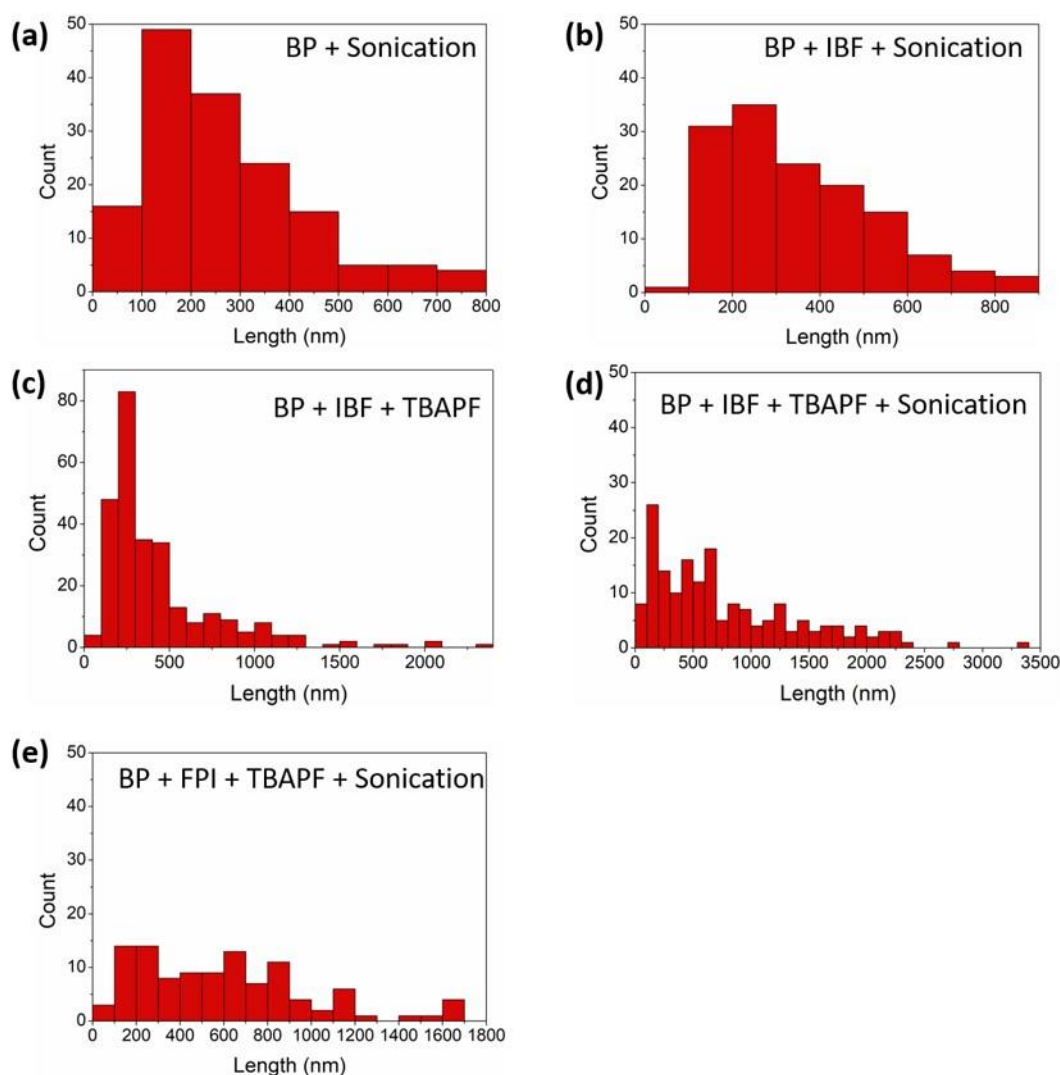 (a)
BP + Sonication
50
40
30
20
10
0
Count
0 100 200 300 400 500 600 700 800
Length (nm)
(b)
BP + IBF + Sonication
50
40
30
20
10
0
Count
0 200 400 600 800
Length (nm)
(c)
BP + IBF + TBAPF
80
60
40
20
0
Count
0 500 1000 1500 2000
Length (nm)
(d)
BP + IBF + TBAPF + Sonication
50
40
30
20
10
0
Count
0 500 1000 1500 2000 2500 3000 3500
Length (nm)
(e)
BP + FPI + TBAPF + Sonication
50
40
30
20
10
0
Count
0 200 400 600 800 1000 1200 1400 1600 1800
Length (nm)